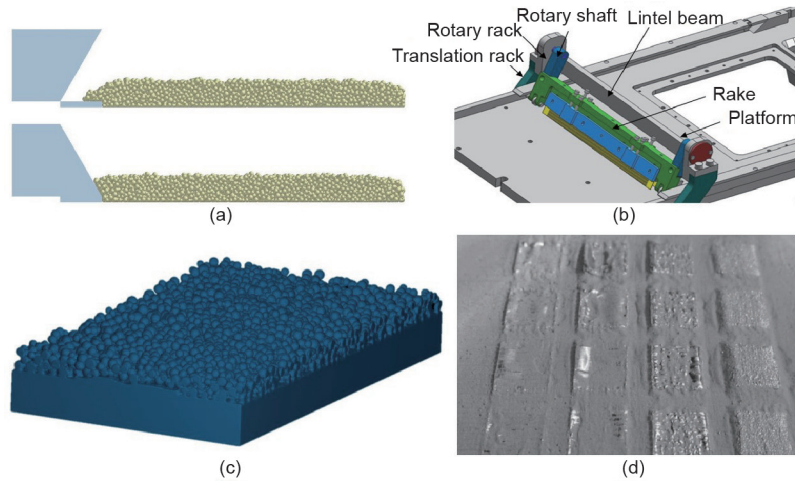 Rotary shaft
Lintel beam
Rotary rack
Translation rack
Rake
Platform
(a)
(b)
(c)
(d)